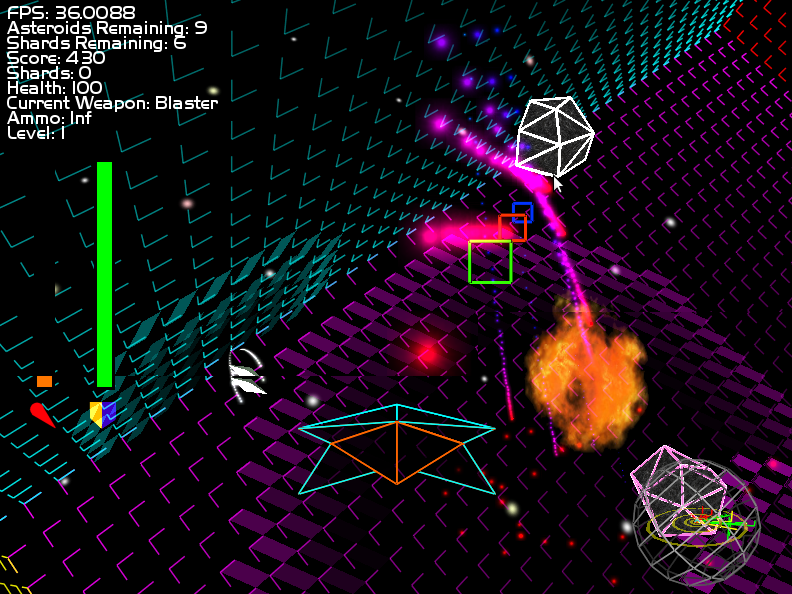 FPS: 36.0088
Asteroids Remaining: 9
Shards Remaining: 6
Score: 430
Shards: 0
Health: 100
Current Weapon: Blaster
Ammo: Inf
Level: 1